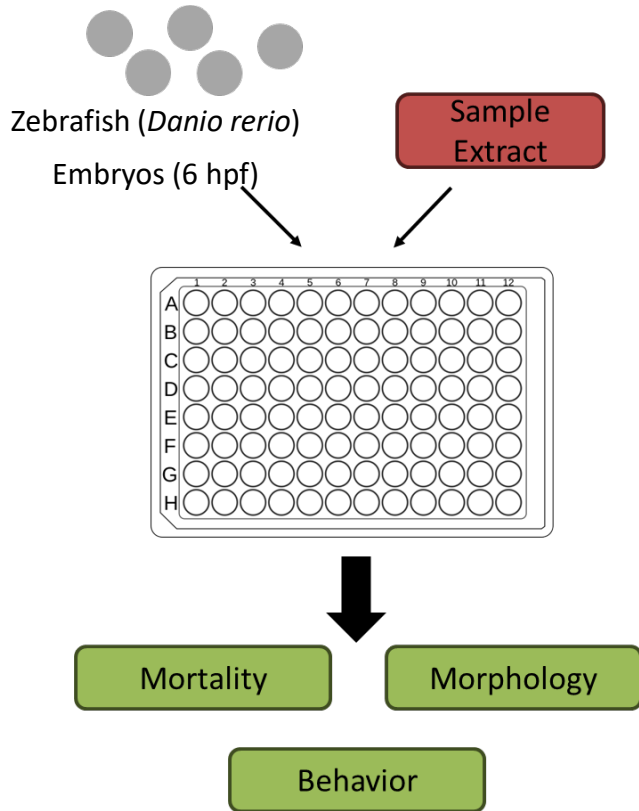 Zebrafish (Danio rerio)
Embryos (6 hpf)
Sample
Extract
1 2 3 4 5 6 7 8 9 10 11 12
A
B
C
D
E
F
G
H
Mortality
Morphology
Behavior